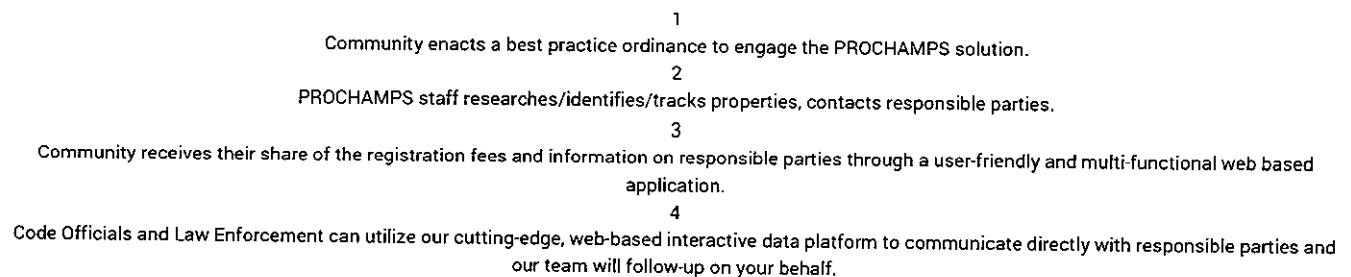 1
Community enacts a best practice ordinance to engage the PROCHAMPS solution.
2
PROCHAMPS staff researches/identifies/tracks properties, contacts responsible parties.
3
Community receives their share of the registration fees and information on responsible parties through a user-friendly and multi-functional web based
application.
4
Code Officials and Law Enforcement can utilize our cutting-edge, web-based interactive data platform to communicate directly with responsible parties and
our team will follow-up on your behalf.